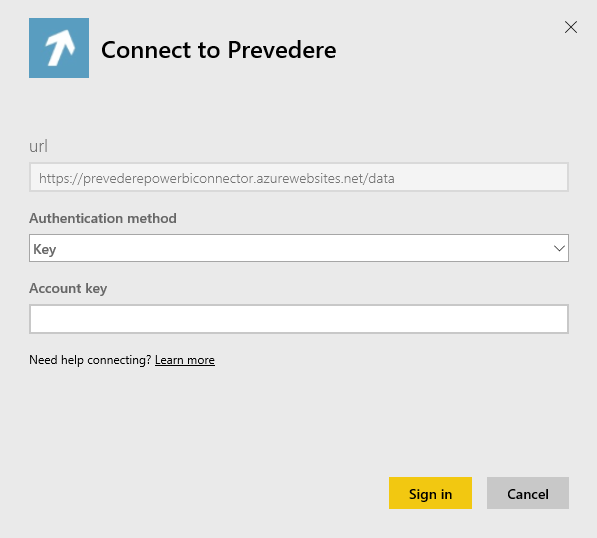 Connect to Prevedere
url
https://prevederepowerbiconnector.azurewebsites.net/data
Authentication method
Key
Account key
Need help connecting? Learn more
Sign in
Cancel